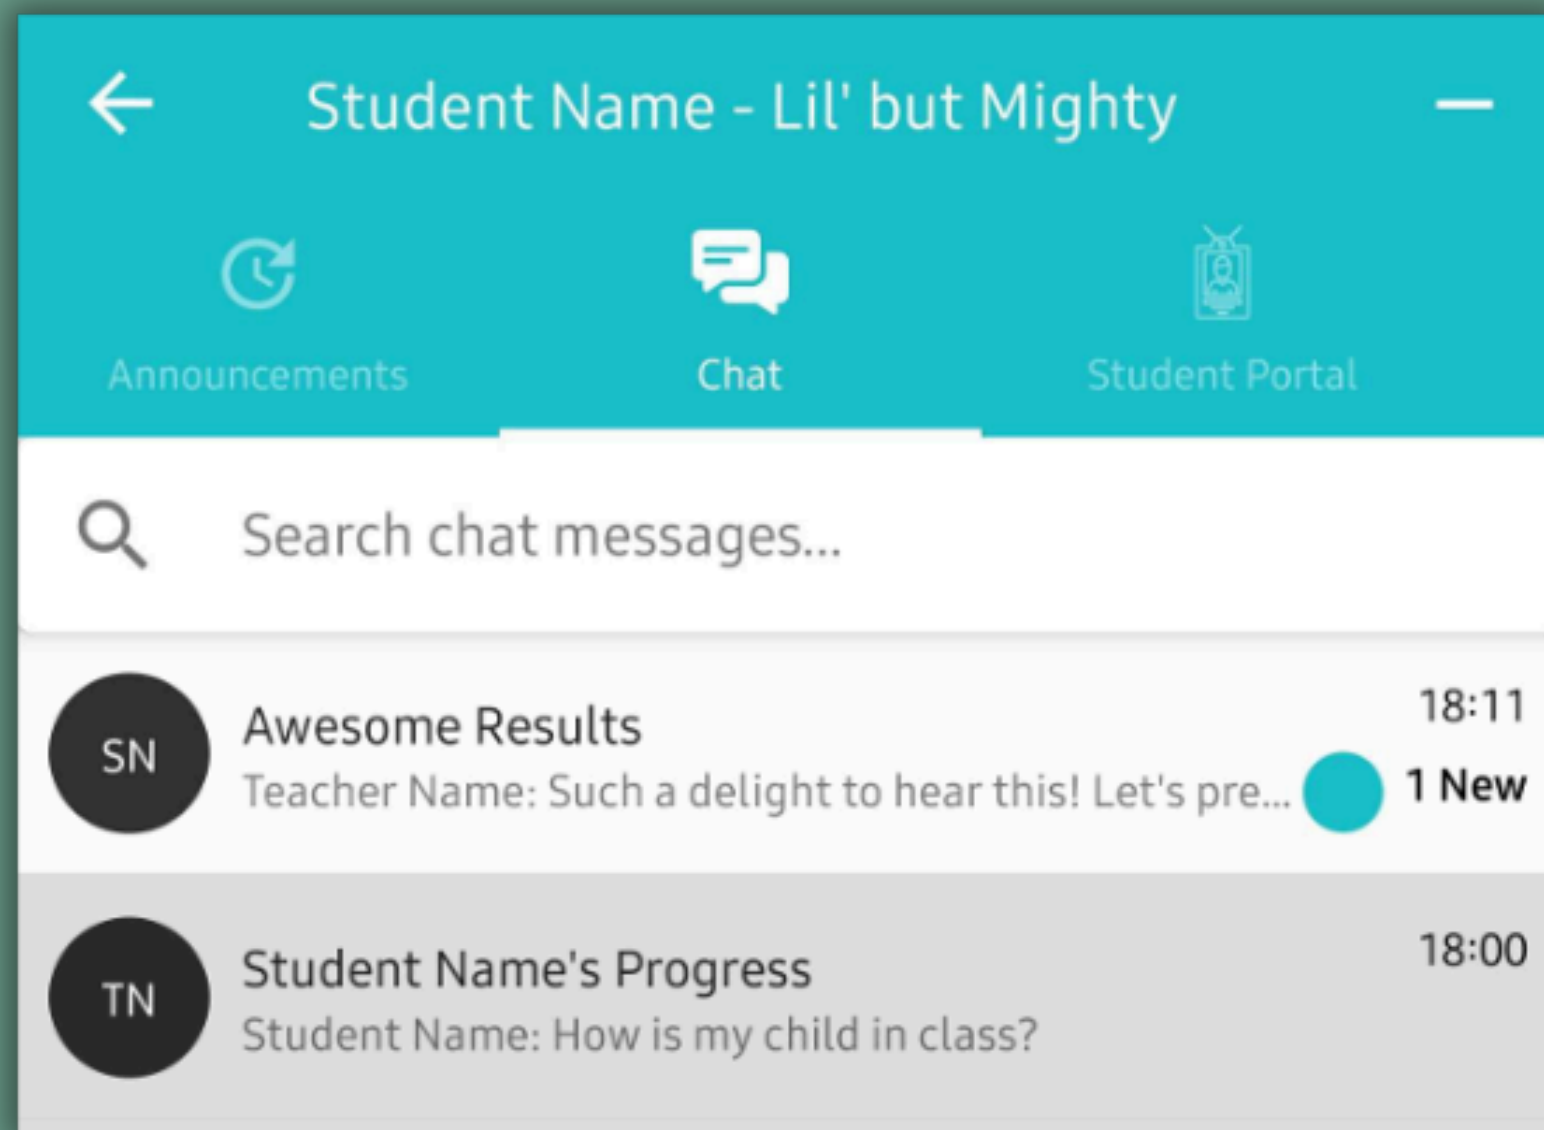 Student Name - Lil' but Mighty
Announcements
Chat
Student Portal
Search chat messages...
SN
Awesome Results
18:11
Teacher Name: Such a delight to hear this! Let's pre...
1 New
TN
Student Name's Progress
18:00
Student Name: How is my child in class?